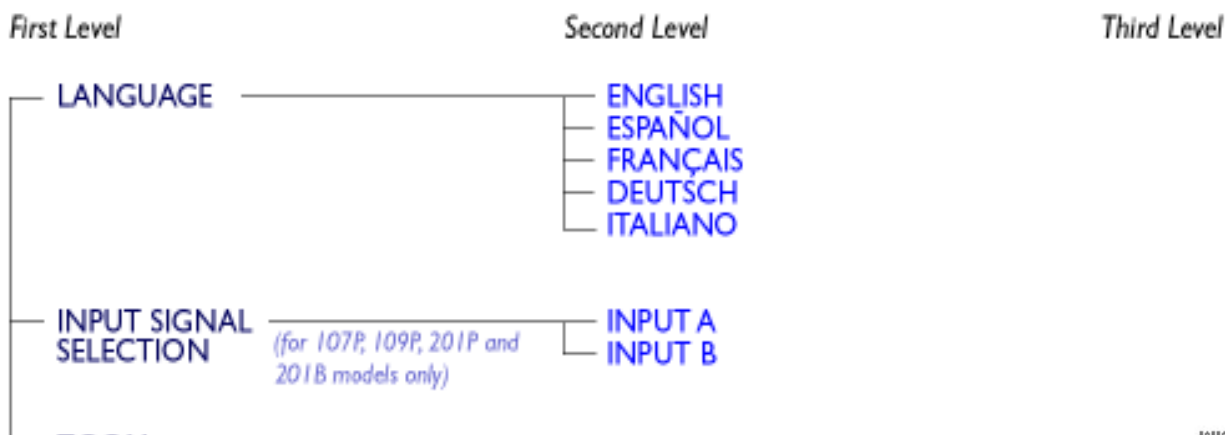 First Level Second Level Third Level
LANGUAGE ENGLISH
ESPAÑOL
FRANÇAIS
DEUTSCH
ITALIANO
INPUT SIGNAL INPUT A
SELECTION (for 107P, 109P, 201P and INPUT B
201B models only)